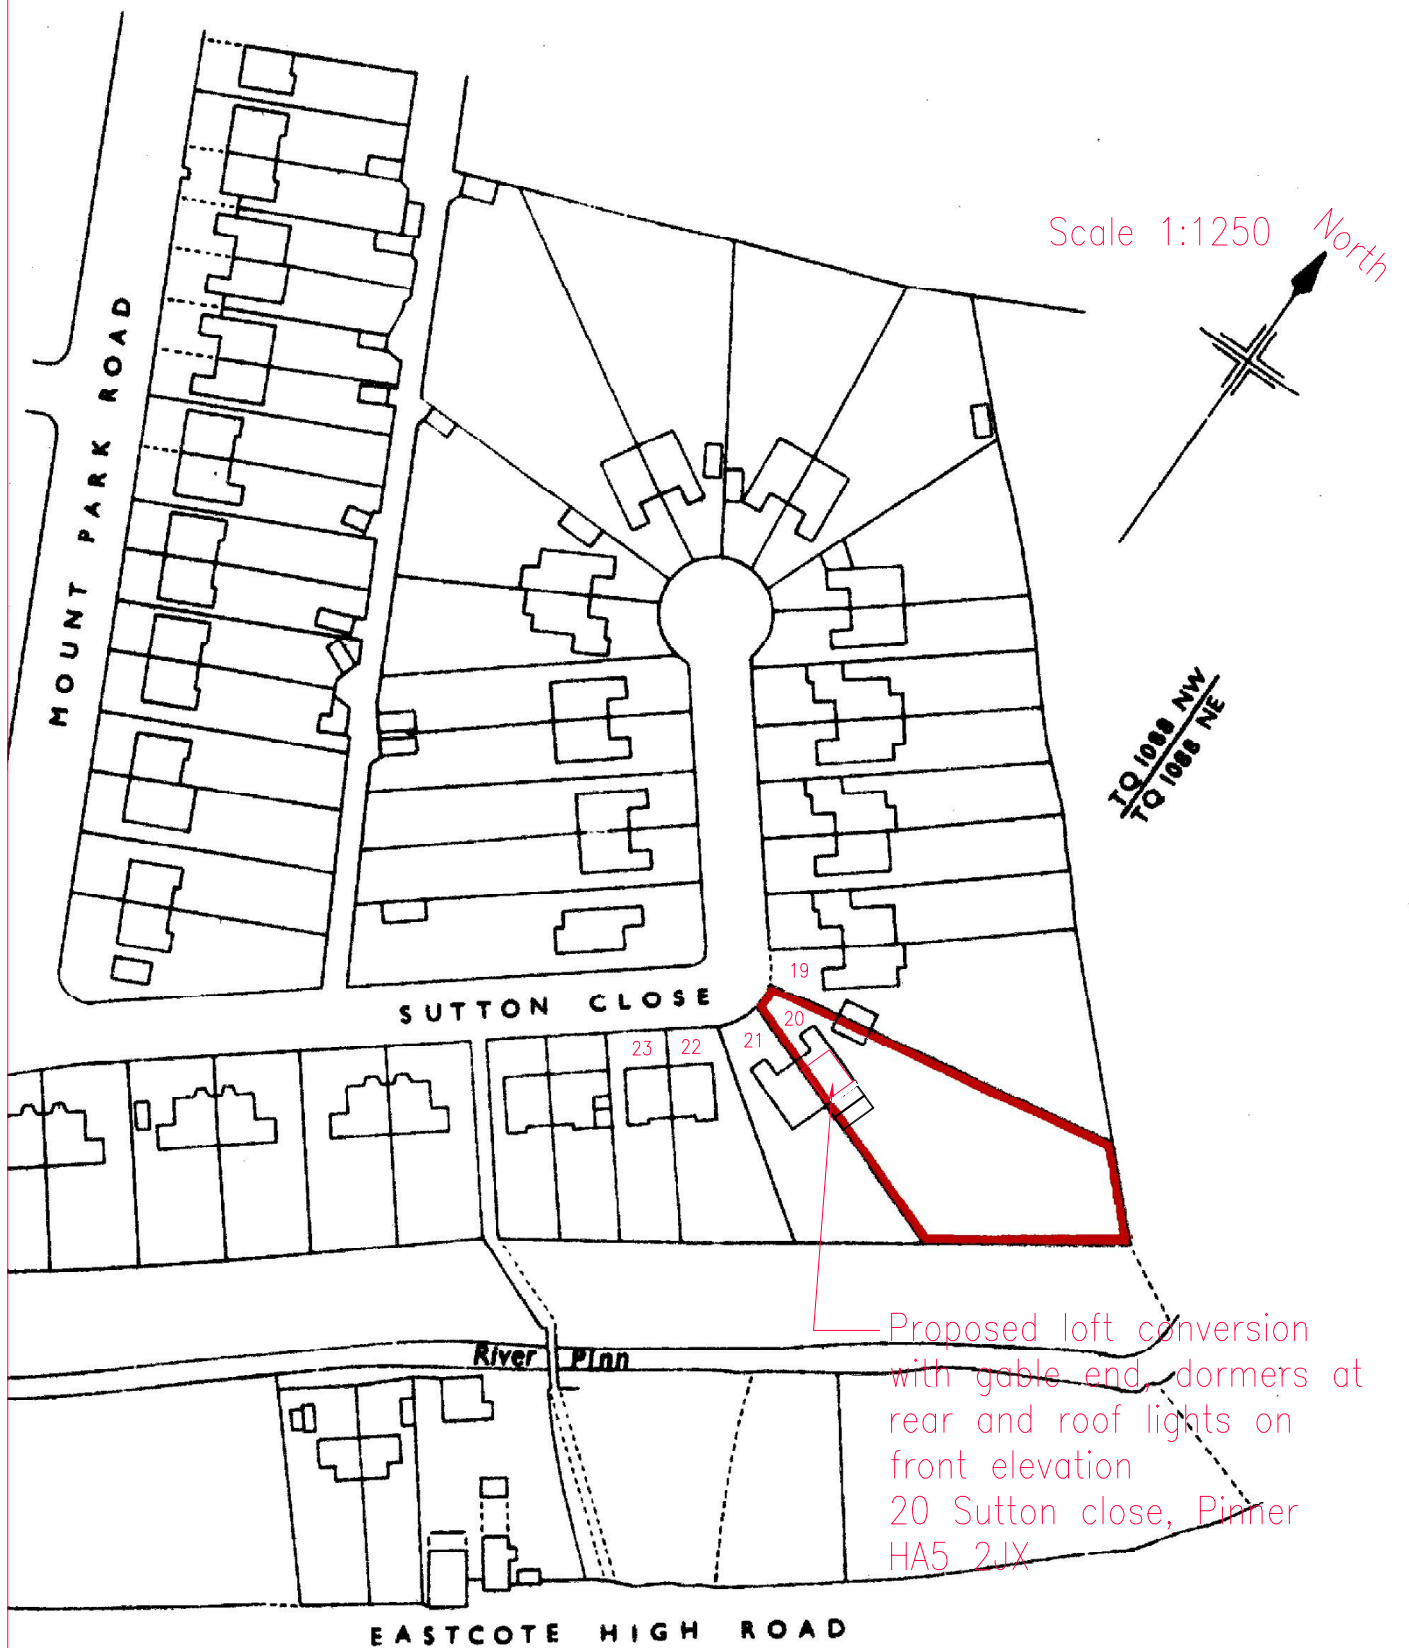 Scale 1:1250
North
MOUNT PARK ROAD
TQ 1088 NW
TQ 1088 NE
19
20
SUTTON CLOSE
21
23 22
Proposed loft conversion
with gable end, dormers at
rear and roof lights on
front elevation
20 Sutton close, Pinner
HA5 2JX
River Pinn
EASTCOTE HIGH ROAD